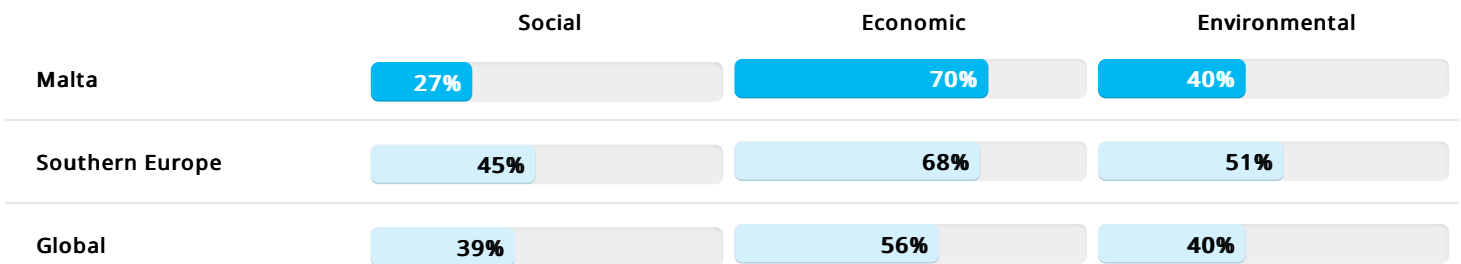 Social Economic Environmental
Malta 27% 70% 40%
Southern Europe 45% 68% 51%
Global 39% 56% 40%